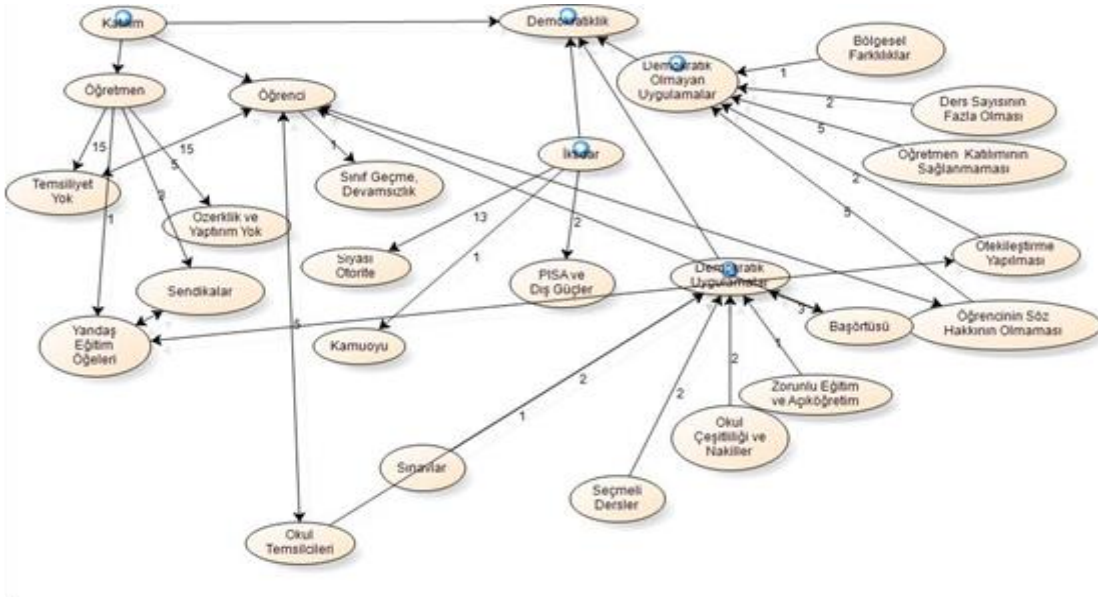 Katılım
Demokratiklik
Bölgesel
Farklılıklar
Demokratik
Olmayan
Uygulamalar
1
Öğretmen
Öğrenci
2
Ders Sayısının
Fazla Olması
5
15
15
5
1
İktidar
Öğretmen Katılımının
Sağlanmaması
Temsiliyet
Yok
Sınıf Geçme,
Devamsızlık
2
3
1
Özerklik ve
Yaptırım Yok
13
2
5
Siyasi
Otorite
1
PISA ve
Dış Güçler
Demokratik
Uygulamalar
Ötekileştirme
Yapılması
Sendikalar
3
Başörtüsü
Öğrencinin Söz
Hakkının Olmaması
Yandaş
Eğitim
Öğeleri
5
Kamuoyu
2
1
2
1
2
Zorunlu Eğitim
ve Açıköğretim
Okul
Çeşitliliği ve
Nakiller
Sınavlar
Seçmeli
Dersler
Okul
Temsilcileri